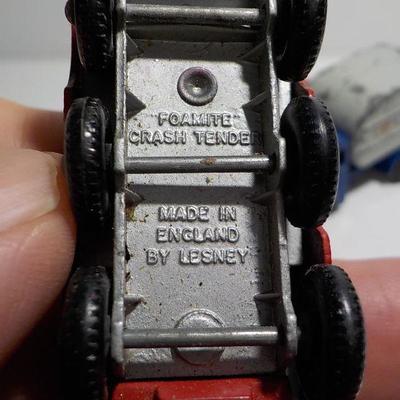 FOAMITE
CRASH TENDER
MADE IN
ENGLAND
BY LESNEY